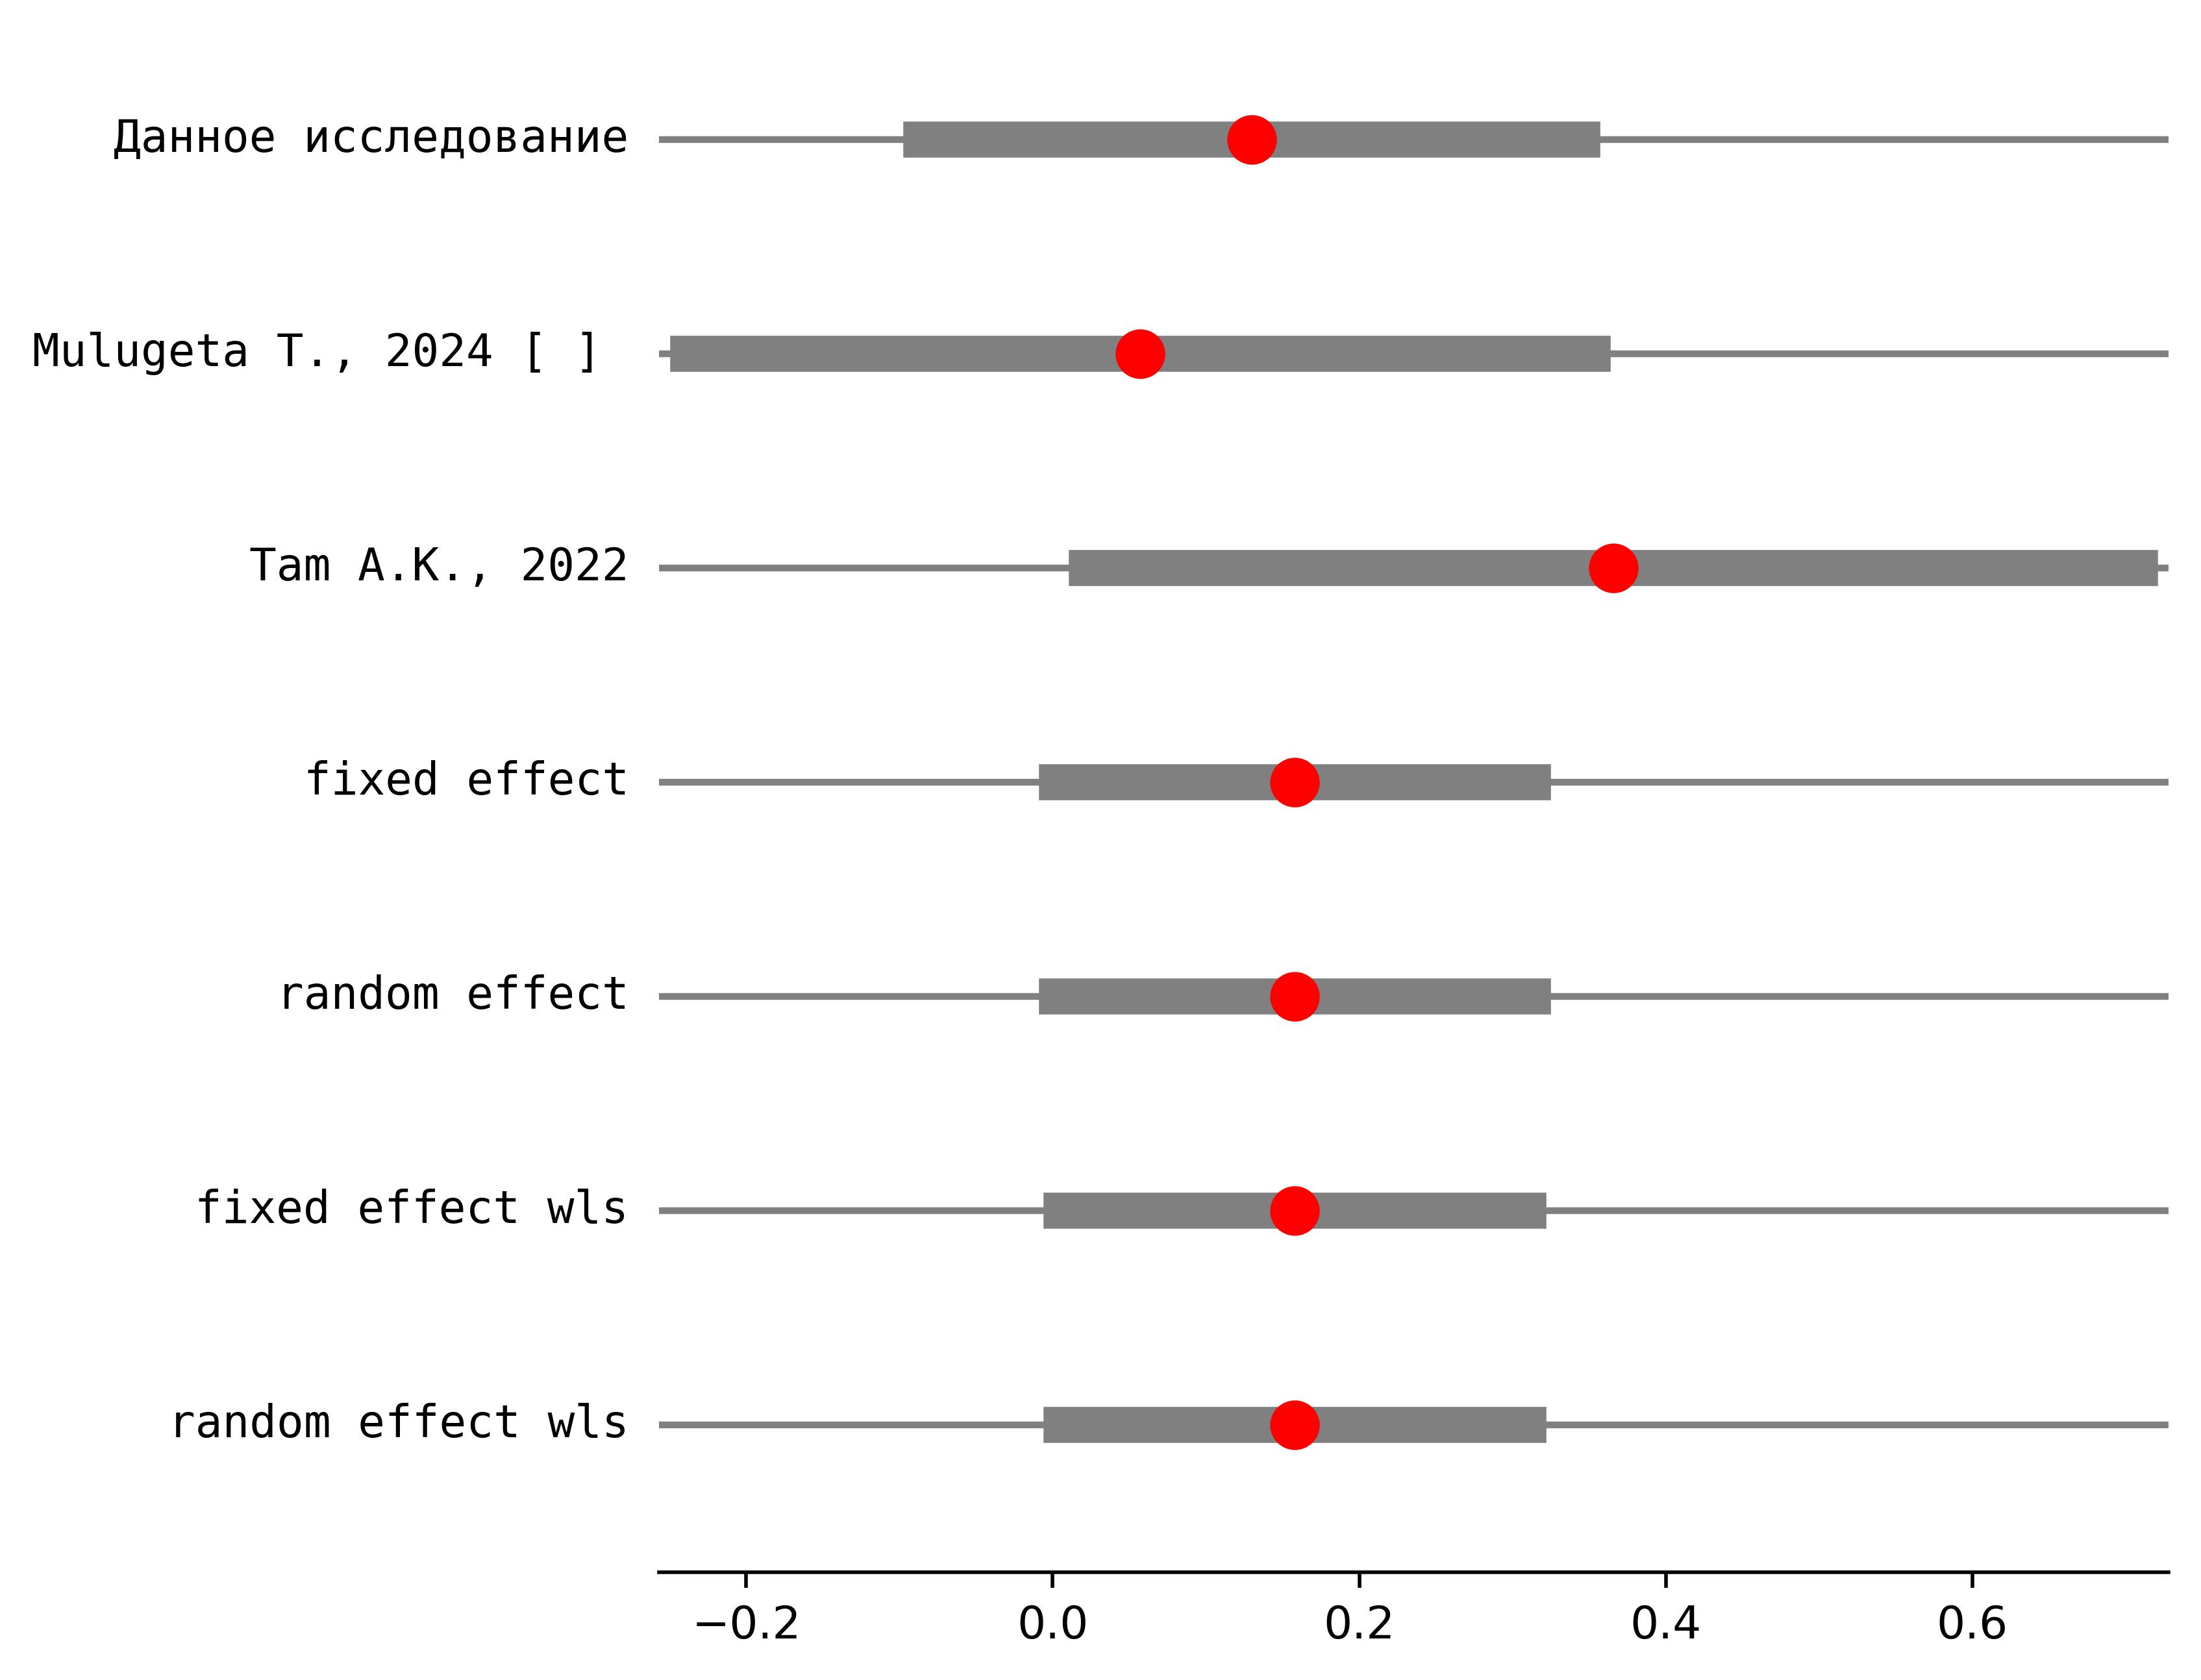 Данное исследование
Mulugeta T., 2024 [ ]
Tam A.K., 2022
fixed effect
random effect
fixed effect wls
random effect wls
−0.2 0.0 0.2 0.4 0.6